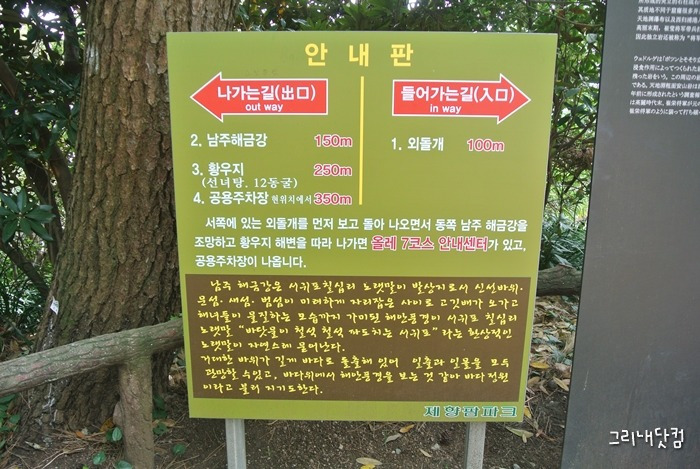 안내판
나가는길(出口)
out way
들어가는길(入口)
in way
2. 남주해금강 150m
3. 황우지 250m
(선녀탕. 12동굴)
4. 공용주차장 현위치에서 350m
1. 외돌개 100m
서쪽에 있는 외돌개를 먼저 보고 돌아 나오면서 동쪽 남주 해금강을
조망하고 황우지 해변을 따라 나가면 올레 7코스 안내센터가 있고,
공용주차장이 나옵니다.
남주 해금강은 서귀포칠십리 노랫말이 발상지로서 신선바위.
문섬. 새섬. 범섬이 미려하게 자리잡은 사이로 고깃배가 오가고
해녀들이 물질하는 모습까지 가미된 해안풍경이 서귀포 칠십리
노랫말 "바닷물이 철석 철석 파도치는 서귀포" 라는 환상적인
노랫말이 자연스레 묻어난다.
거대한 바위가 길게 바다로 돌출해 있어 일출과 일몰을 모두
관망할 수있고, 바다위에서 해안풍경을 보는 것 같아 바다정원
이라고 불러 지기도한다.
제황팜파크
그리내닷컴